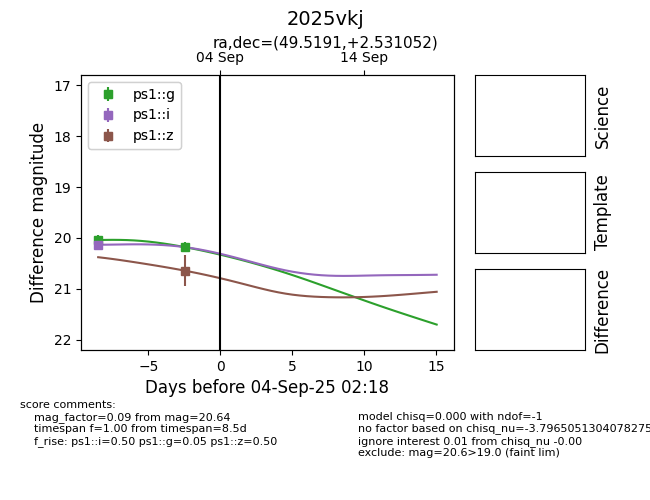 2025vkj
ra,dec=(49.5191,+2.531052)
04 Sep
14 Sep
17
18
19
20
21
22
Difference magnitude
ps1::g
ps1::i
ps1::z
−5
0
5
10
15
Days before 04-Sep-25 02:18
Science
Template
Difference
score comments:
mag_factor=0.09 from mag=20.64
timespan f=1.00 from timespan=8.5d
f_rise: ps1::i=0.50 ps1::g=0.05 ps1::z=0.50
model chisq=0.000 with ndof=-1
no factor based on chisq_nu=-3.7965051304078275
ignore interest 0.01 from chisq_nu -0.00
exclude: mag=20.6>19.0 (faint lim)